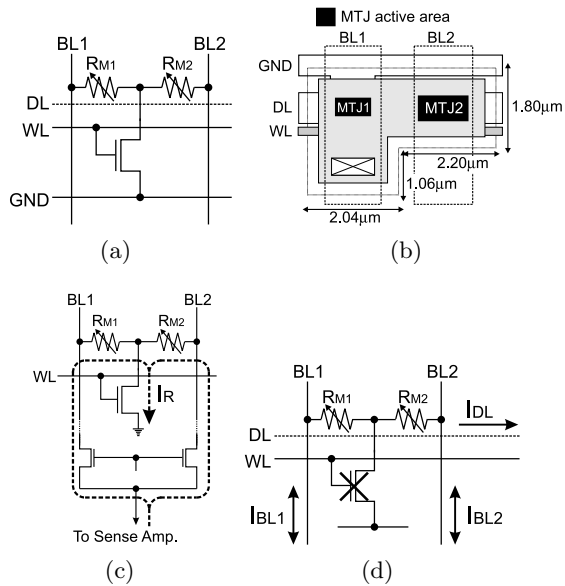 BL1 BL2
RM1 RM2
DL
WL
GND
(a)
MTJ active area
BL1 BL2
GND
DL MTJ1 MTJ2
WL
1.80μm
2.20μm
1.06μm
2.04μm
(b)
BL1 BL2
RM1 RM2
WL
IR
To Sense Amp.
(c)
BL1 BL2
RM1 RM2
IDL
DL
WL
IBL1 IBL2
(d)